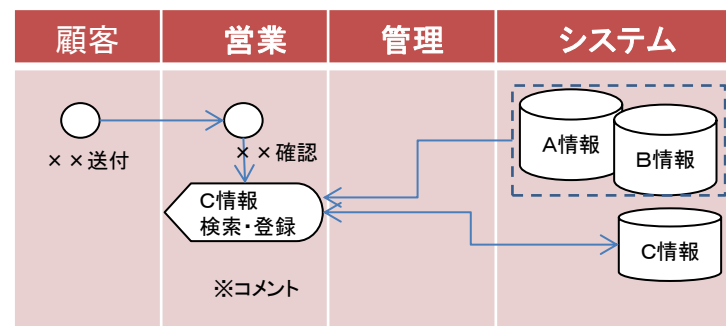 顧客
営業
管理
システム
××送付
××確認
A情報
B情報
C情報
検索・登録
C情報
※コメント